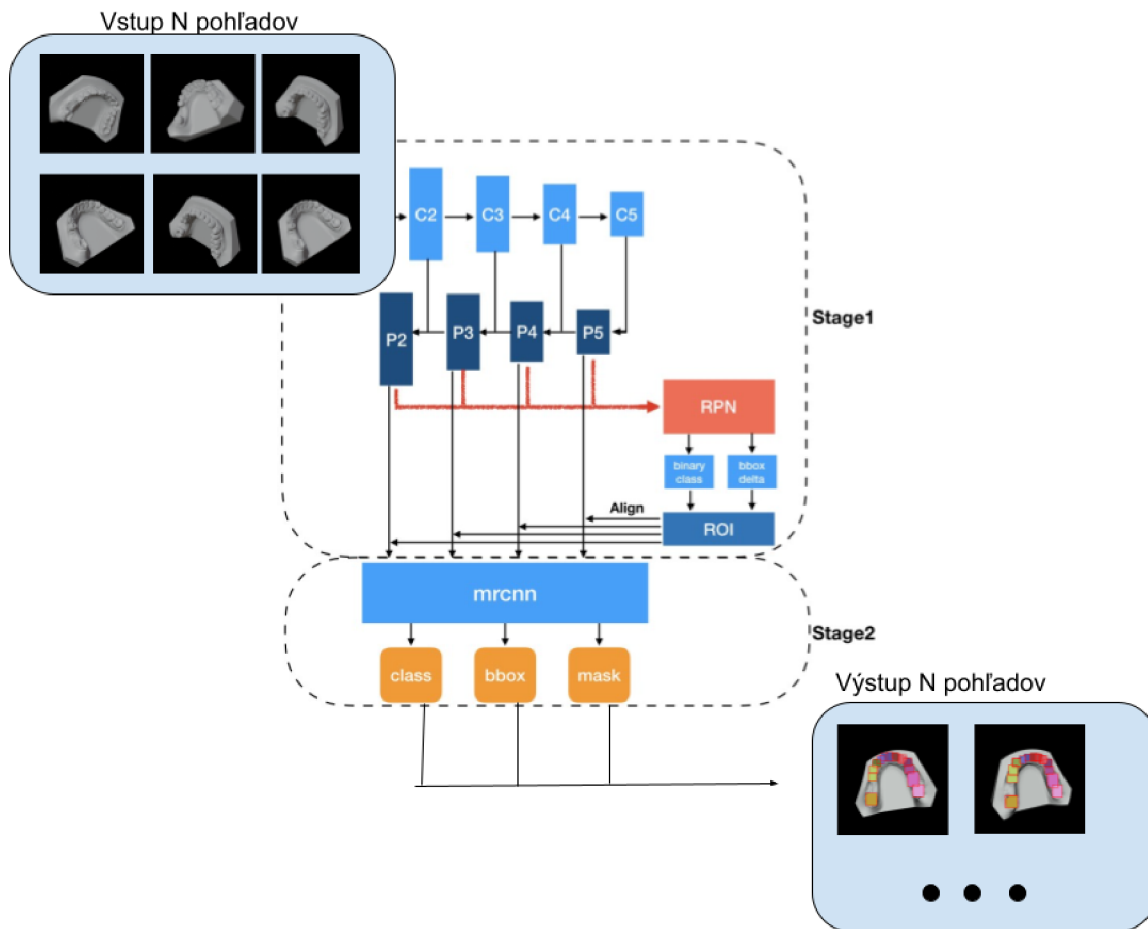 Vstup N pohľadov
C2
C3
C4
C5
P2
P3
P4
P5
Stage1
RPN
binary
class
bbox
delta
Align
ROI
mrcnn
Stage2
class
bbox
mask
Výstup N pohľadov